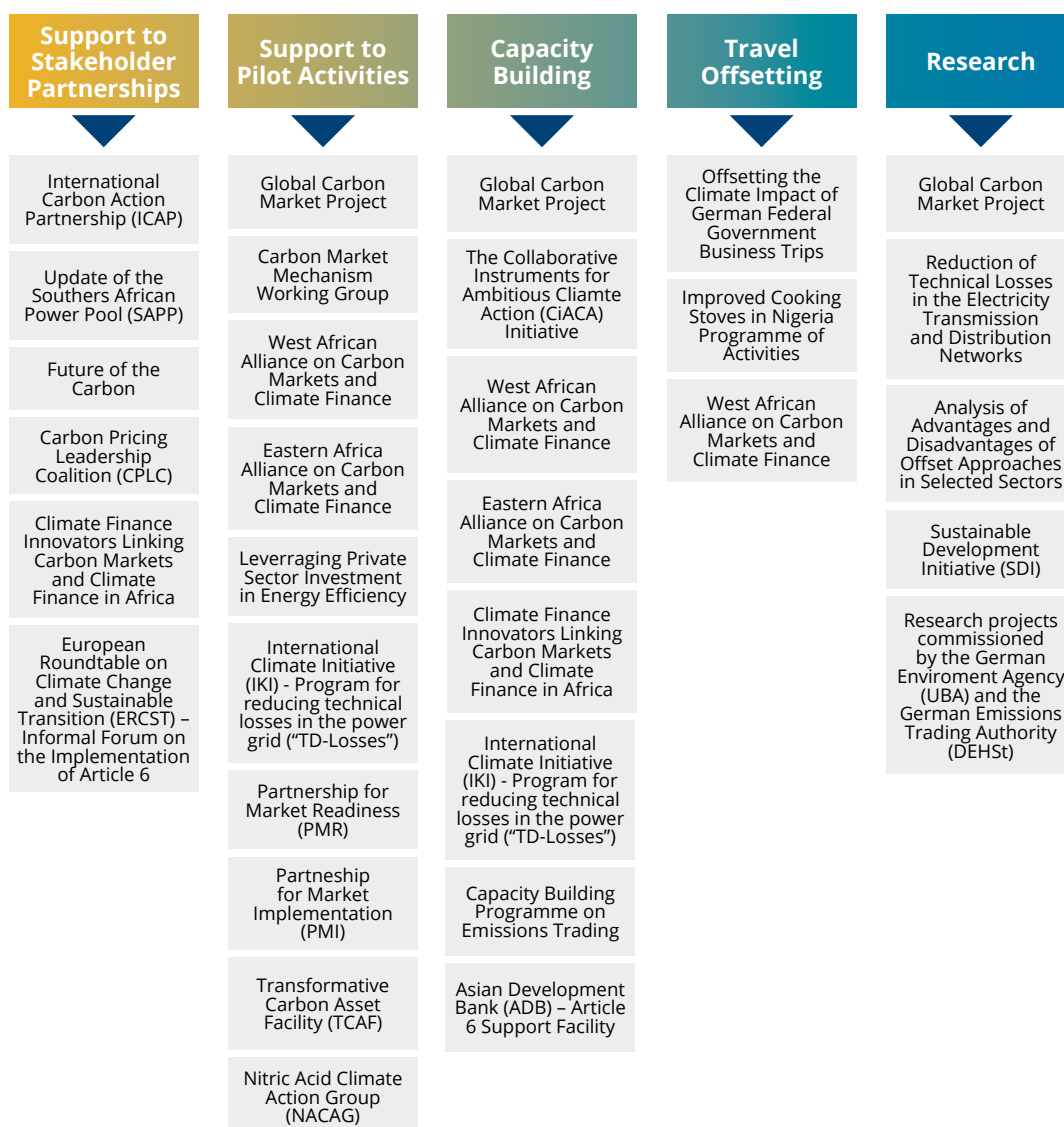 Support to
Stakeholder
Partnerships
International
Carbon Action
Partnership (ICAP)
Update of the
Southers African
Power Pool (SAPP)
Future of the
Carbon
Carbon Pricing
Leadership
Coalition (CPLC)
Climate Finance
Innovators Linking
Carbon Markets
and Climate
Finance in Africa
European
Roundtable on
Climate Change
and Sustainable
Transition (ERCST) –
Informal Forum on
the Implementation
of Article 6
Support to
Pilot Activities
Global Carbon
Market Project
Carbon Market
Mechanism
Working Group
West African
Alliance on Carbon
Markets and
Climate Finance
Eastern Africa
Alliance on Carbon
Markets and
Climate Finance
Leverraging Private
Sector Investment
in Energy Efficiency
International
Climate Initiative
(IKI) - Program for
reducing technical
losses in the power
grid (“TD-Losses”)
Partnership for
Market Readiness
(PMR)
Partneship
for Market
Implementation
(PMI)
Transformative
Carbon Asset
Facility (TCAF)
Nitric Acid Climate
Action Group
(NACAG)
Capacity
Building
Global Carbon
Market Project
The Collaborative
Instruments for
Ambitious Cliamte
Action (CiACA)
Initiative
West African
Alliance on Carbon
Markets and
Climate Finance
Eastern Africa
Alliance on Carbon
Markets and
Climate Finance
Climate Finance
Innovators Linking
Carbon Markets
and Climate
Finance in Africa
International
Climate Initiative
(IKI) - Program for
reducing technical
losses in the power
grid (“TD-Losses”)
Capacity Building
Programme on
Emissions Trading
Asian Development
Bank (ADB) – Article
6 Support Facility
Travel
Offsetting
Offsetting the
Climate Impact of
German Federal
Government
Business Trips
Improved Cooking
Stoves in Nigeria
Programme of
Activities
West African
Alliance on Carbon
Markets and
Climate Finance
Research
Global Carbon
Market Project
Reduction of
Technical Losses
in the Electricity
Transmission
and Distribution
Networks
Analysis of
Advantages and
Disadvantages of
Offset Approaches
in Selected Sectors
Sustainable
Development
Initiative (SDI)
Research projects
commissioned
by the German
Enviroment Agency
(UBA) and the
German Emissions
Trading Authority
(DEHSt)